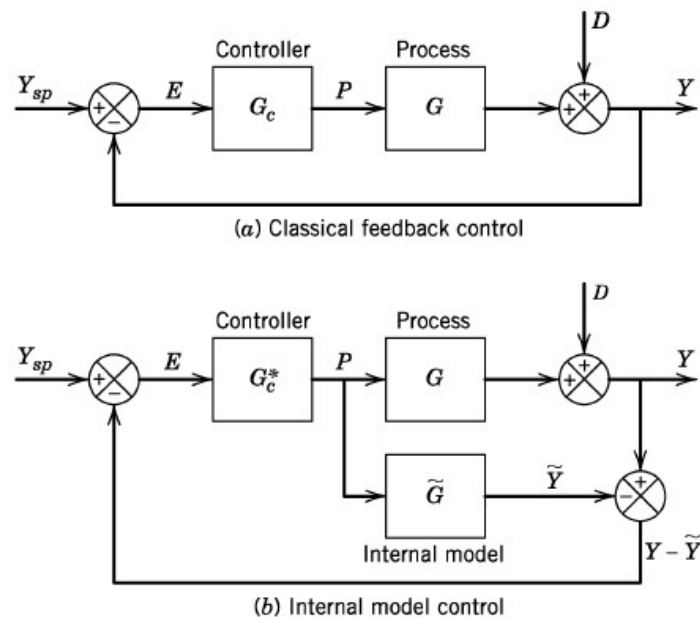 D
Controller Process
Y_sp + − E G_c P G + + Y
(a) Classical feedback control
D
Controller Process
Y_sp + − E G_c^* P G + + Y
G̃ Ỹ − +
Internal model Y − Ỹ
(b) Internal model control